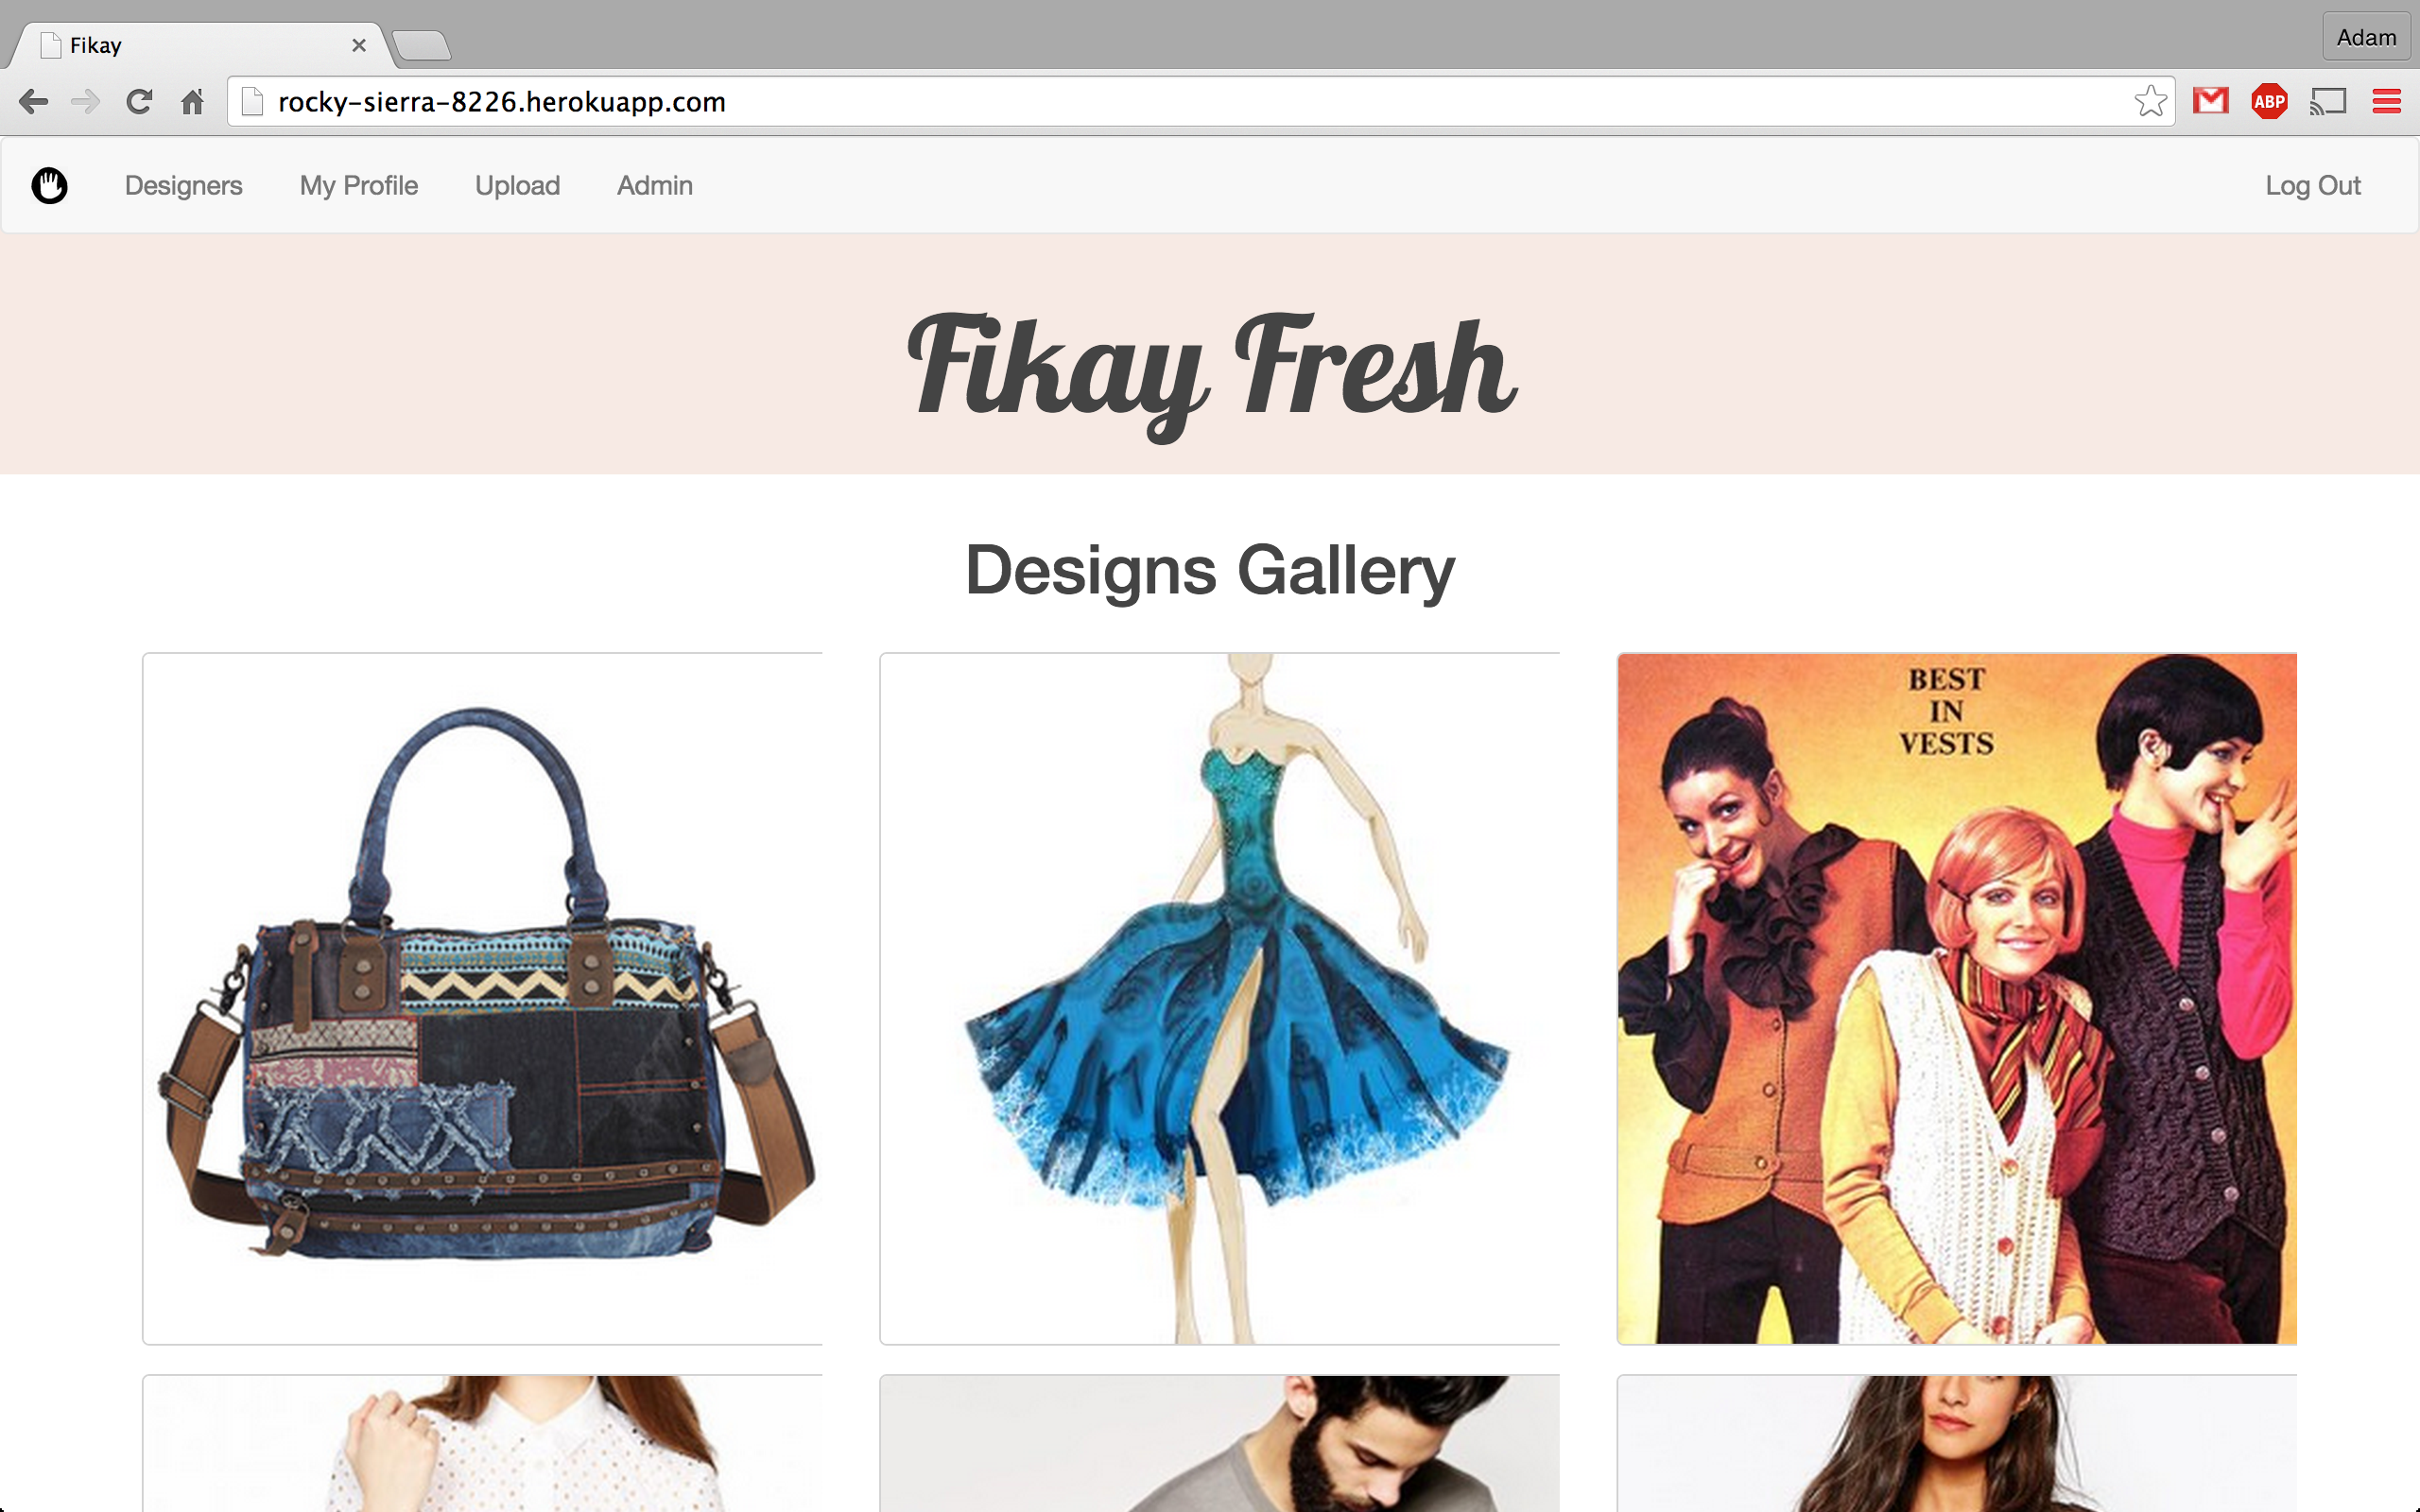 Fikay
Adam
rocky-sierra-8226.herokuapp.com
ABP
Designers My Profile Upload Admin Log Out
Fikay Fresh
Designs Gallery
BEST
IN
VESTS